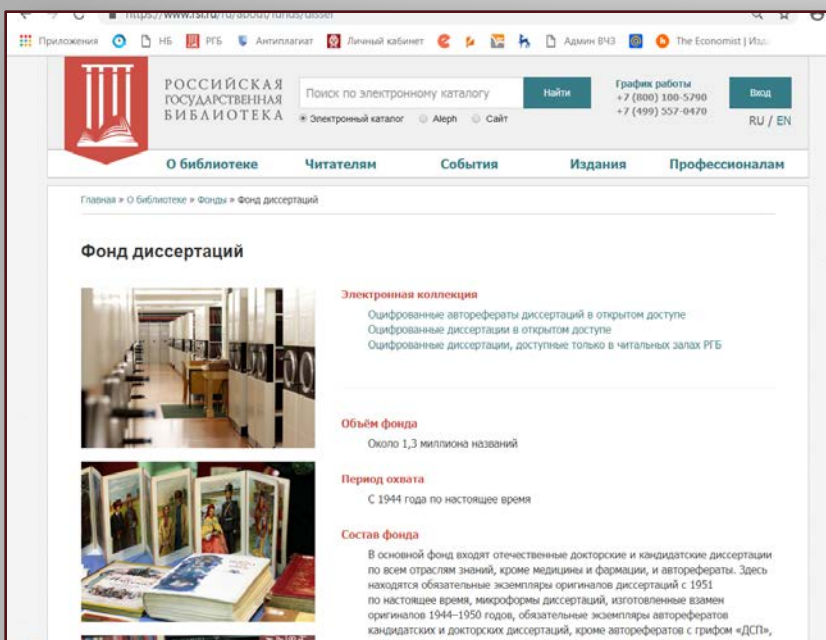 https://www.rsl.ru/ru/about/funds/disser
Приложения НБ РГБ Антиплагиат Личный кабинет Админ ВЧЗ The Economist | Изд
РОССИЙСКАЯ
ГОСУДАРСТВЕННАЯ
БИБЛИОТЕКА
Поиск по электронному каталогу
Найти
Электронный каталог Aleph Сайт
График работы
+7 (800) 100-5790
+7 (499) 557-0470
Вход
RU / EN
О библиотеке Читателям События Издания Профессионалам
Главная » О библиотеке » Фонды » Фонд диссертаций
Фонд диссертаций
Электронная коллекция
Оцифрованные авторефераты диссертаций в открытом доступе
Оцифрованные диссертации в открытом доступе
Оцифрованные диссертации, доступные только в читальных залах РГБ
Объём фонда
Около 1,3 миллиона названий
Период охвата
С 1944 года по настоящее время
Состав фонда
В основной фонд входят отечественные докторские и кандидатские диссертации
по всем отраслям знаний, кроме медицины и фармации, и авторефераты. Здесь
находятся обязательные экземпляры оригиналов диссертаций с 1951
по настоящее время, микроформы диссертаций, изготовленные взамен
оригиналов 1944–1950 годов, обязательные экземпляры авторефератов
кандидатских и докторских диссертаций, кроме авторефератов с грифом «ДСП»,